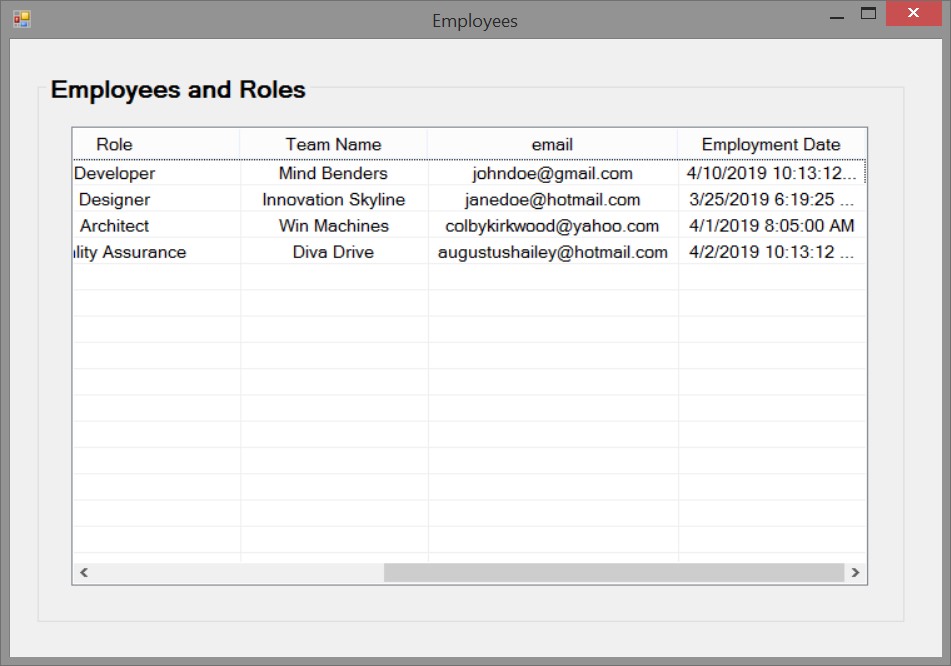 Employees
Employees and Roles
Role Team Name email Employment Date
Developer Mind Benders johndoe@gmail.com 4/10/2019 10:13:12...
Designer Innovation Skyline janedoe@hotmail.com 3/25/2019 6:19:25 ...
Architect Win Machines colbykirkwood@yahoo.com 4/1/2019 8:05:00 AM
lity Assurance Diva Drive augustushailey@hotmail.com 4/2/2019 10:13:12 ...